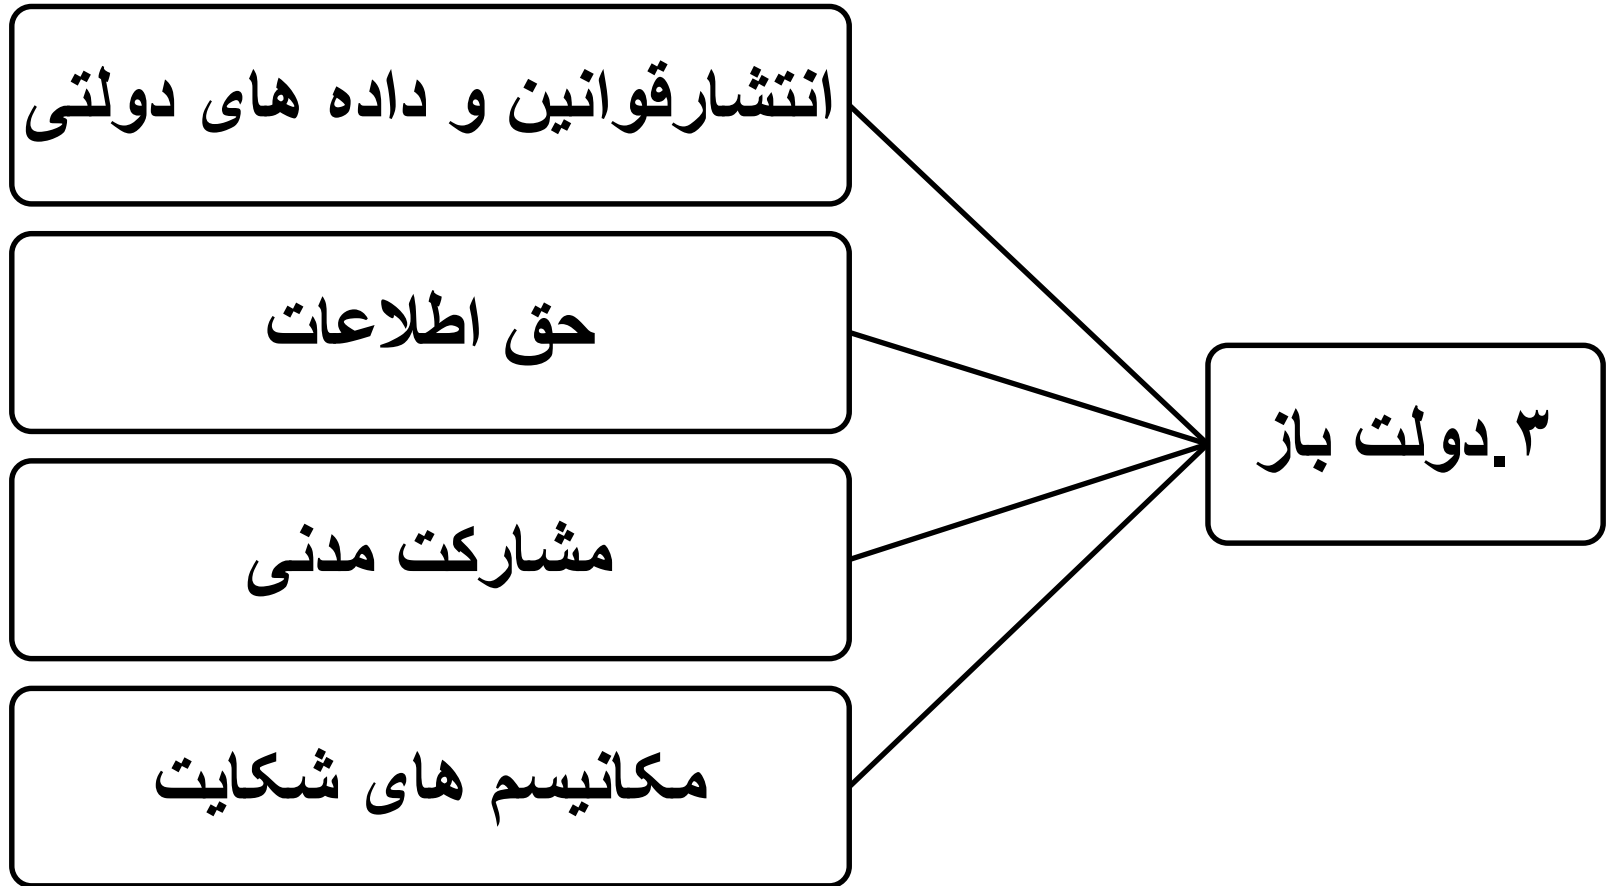 ۳.دولت باز
انتشارقوانین و داده های دولتی
حق اطلاعات
مشارکت مدنی
مکانیسم های شکایت